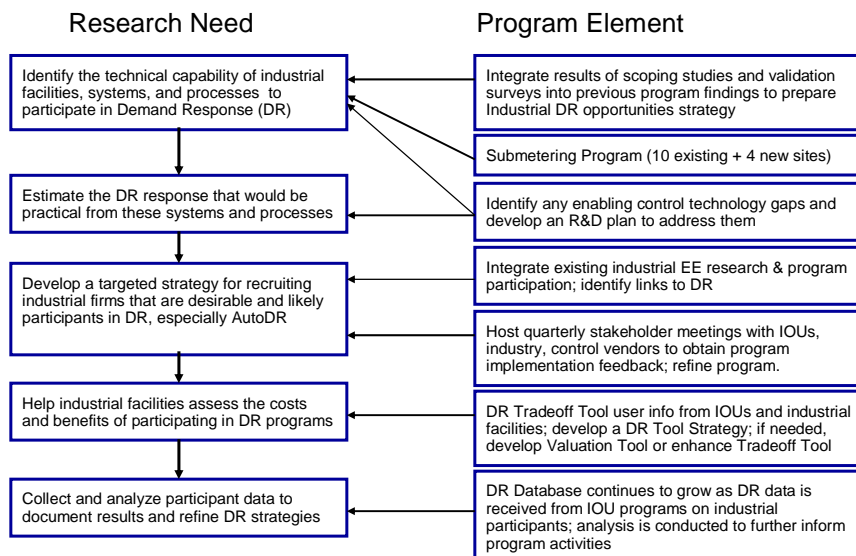 Research Need
Program Element
Identify the technical capability of industrial
facilities, systems, and processes to
participate in Demand Response (DR)
Estimate the DR response that would be
practical from these systems and processes
Develop a targeted strategy for recruiting
industrial firms that are desirable and likely
participants in DR, especially AutoDR
Help industrial facilities assess the costs
and benefits of participating in DR programs
Collect and analyze participant data to
document results and refine DR strategies
Integrate results of scoping studies and validation
surveys into previous program findings to prepare
Industrial DR opportunities strategy
Submetering Program (10 existing + 4 new sites)
Identify any enabling control technology gaps and
develop an R&D plan to address them
Integrate existing industrial EE research & program
participation; identify links to DR
Host quarterly stakeholder meetings with IOUs,
industry, control vendors to obtain program
implementation feedback; refine program.
DR Tradeoff Tool user info from IOUs and industrial
facilities; develop a DR Tool Strategy; if needed,
develop Valuation Tool or enhance Tradeoff Tool
DR Database continues to grow as DR data is
received from IOU programs on industrial
participants; analysis is conducted to further inform
program activities